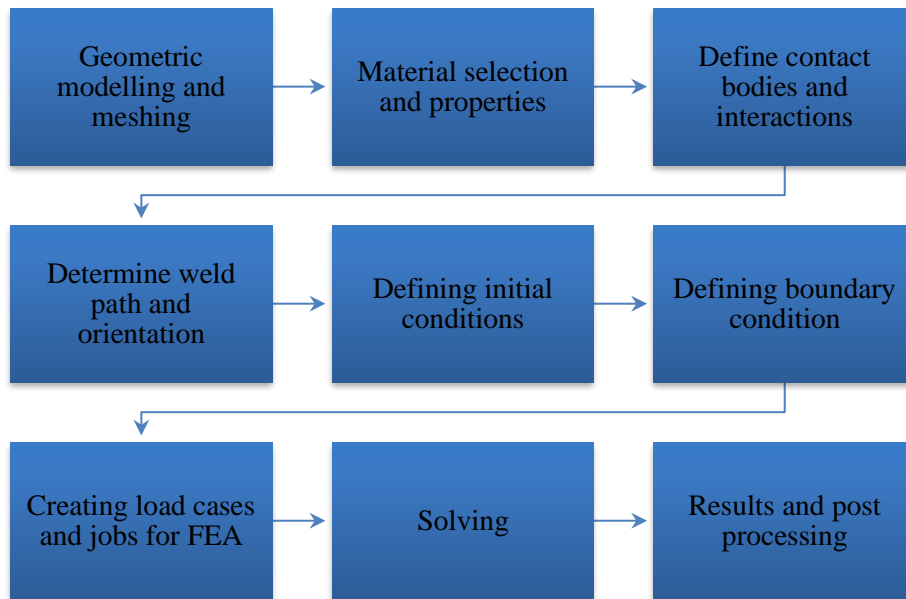 Geometric
modelling and
meshing
Material selection
and properties
Define contact
bodies and
interactions
Determine weld
path and
orientation
Defining initial
conditions
Defining boundary
condition
Creating load cases
and jobs for FEA
Solving
Results and post
processing